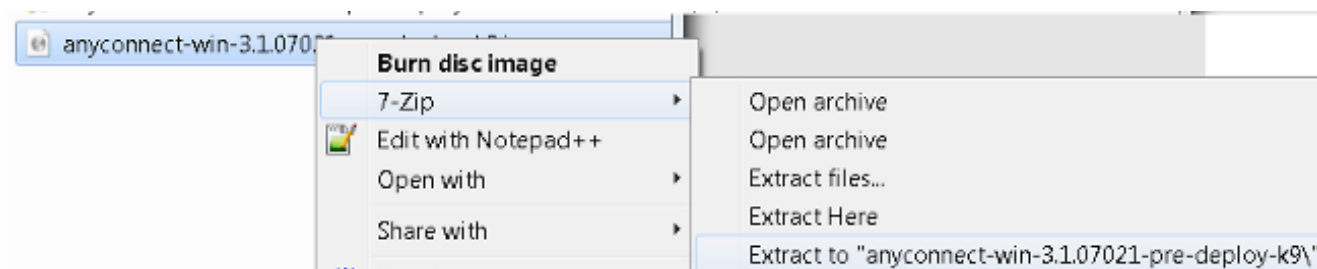 anyconnect-win-3.1.070
Burn disc image
7-Zip
Edit with Notepad++
Open with
Share with
Open archive
Open archive
Extract files...
Extract Here
Extract to "anyconnect-win-3.1.07021-pre-deploy-k9\"